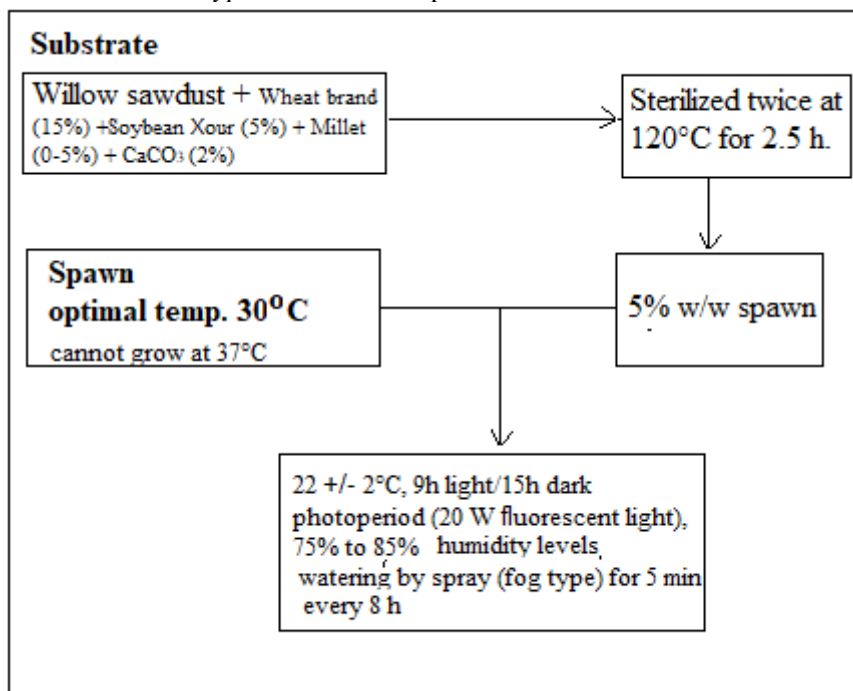 Substrate
Willow sawdust + Wheat brand
(15%) +Soybean Xour (5%) + Millet
(0-5%) + CaCO₃ (2%)
Sterilized twice at
120°C for 2.5 h.
Spawn
optimal temp. 30⁰C
cannot grow at 37°C
5% w/w spawn
22 +/- 2°C, 9h light/15h dark
photoperiod (20 W fluorescent light),
75% to 85% humidity levels,
watering by spray (fog type) for 5 min
every 8 h